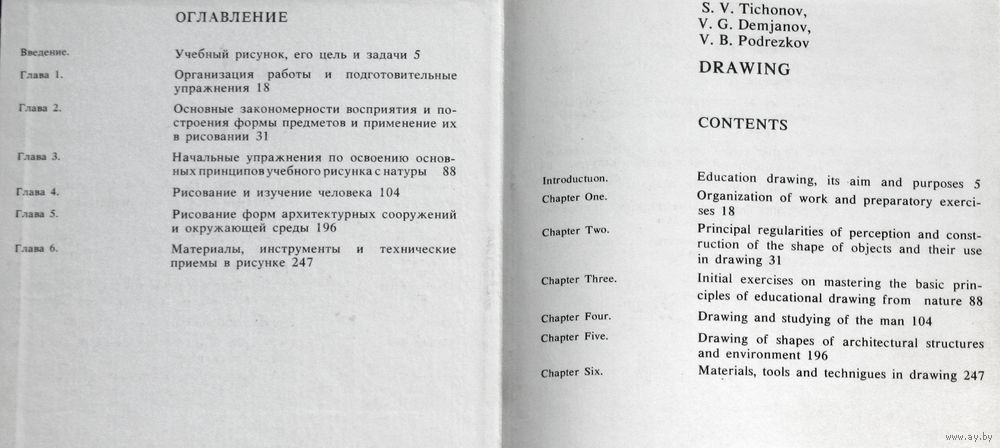 ОГЛАВЛЕНИЕ
Введение. Учебный рисунок, его цель и задачи 5
Глава 1. Организация работы и подготовительные
упражнения 18
Глава 2. Основные закономерности восприятия и по-
строения формы предметов и применение их
в рисовании 31
Глава 3. Начальные упражнения по освоению основ-
ных принципов учебного рисунка с натуры 88
Глава 4. Рисование и изучение человека 104
Глава 5. Рисование форм архитектурных сооружений
и окружающей среды 196
Глава 6. Материалы, инструменты и технические
приемы в рисунке 247
S. V. Tichonov,
V. G. Demjanov,
V. B. Podrezkov
DRAWING
CONTENTS
Introductuon. Education drawing, its aim and purposes 5
Chapter One. Organization of work and preparatory exerci-
ses 18
Chapter Two. Principal regularities of perception and const-
ruction of the shape of objects and their use
in drawing 31
Chapter Three. Initial exercises on mastering the basic prin-
ciples of educational drawing from nature 88
Chapter Four. Drawing and studying of the man 104
Chapter Five. Drawing of shapes of architectural structures
and environment 196
Chapter Six. Materials, tools and technigues in drawing 247
www.ay.by